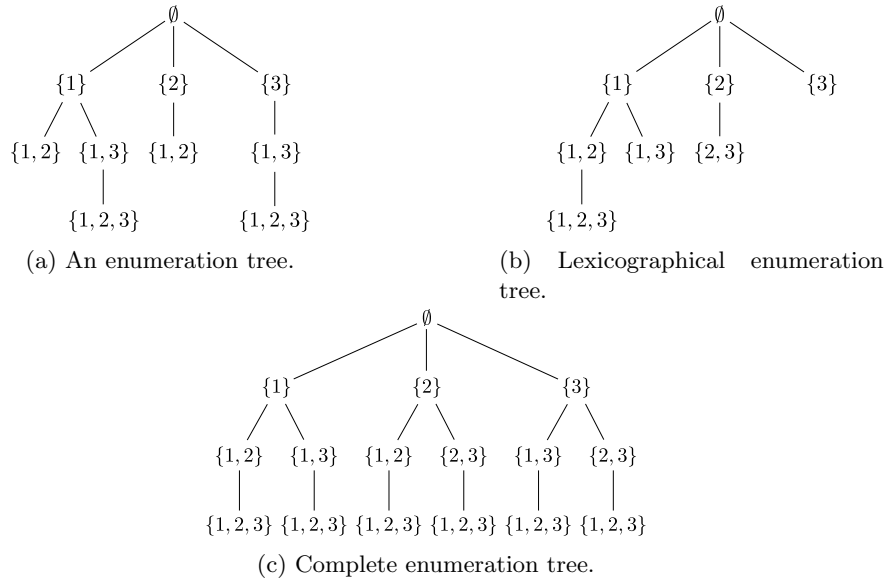 ∅ ∅
{1} {2} {3} {1} {2} {3}
{1, 2} {1, 3} {1, 2} {1, 3} {1, 2} {1, 3} {2, 3}
{1, 2, 3} {1, 2, 3} {1, 2, 3}
(a) An enumeration tree.
(b) Lexicographical enumeration
tree.
∅
{1} {2} {3}
{1, 2} {1, 3} {1, 2} {2, 3} {1, 3} {2, 3}
{1, 2, 3} {1, 2, 3} {1, 2, 3} {1, 2, 3} {1, 2, 3} {1, 2, 3}
(c) Complete enumeration tree.